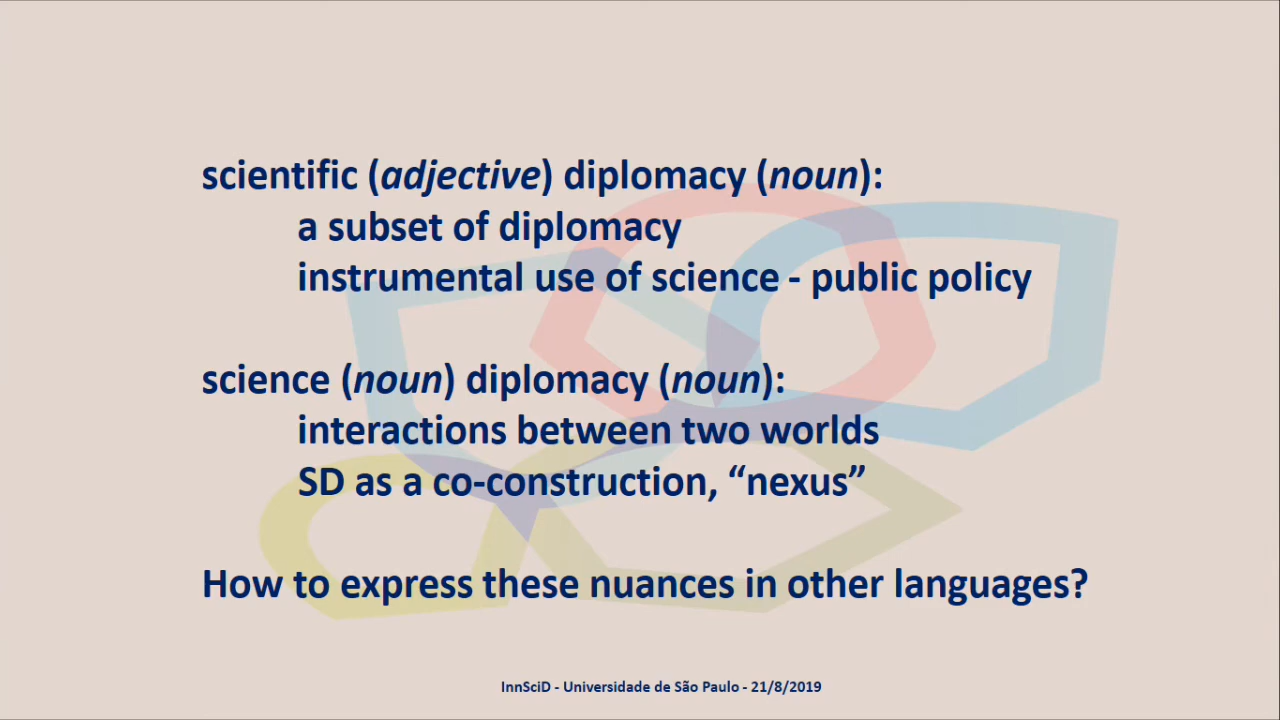 scientific (adjective) diplomacy (noun):
a subset of diplomacy
instrumental use of science - public policy
science (noun) diplomacy (noun):
interactions between two worlds
SD as a co-construction, “nexus”
How to express these nuances in other languages?
InnSciD - Universidade de São Paulo - 21/8/2019